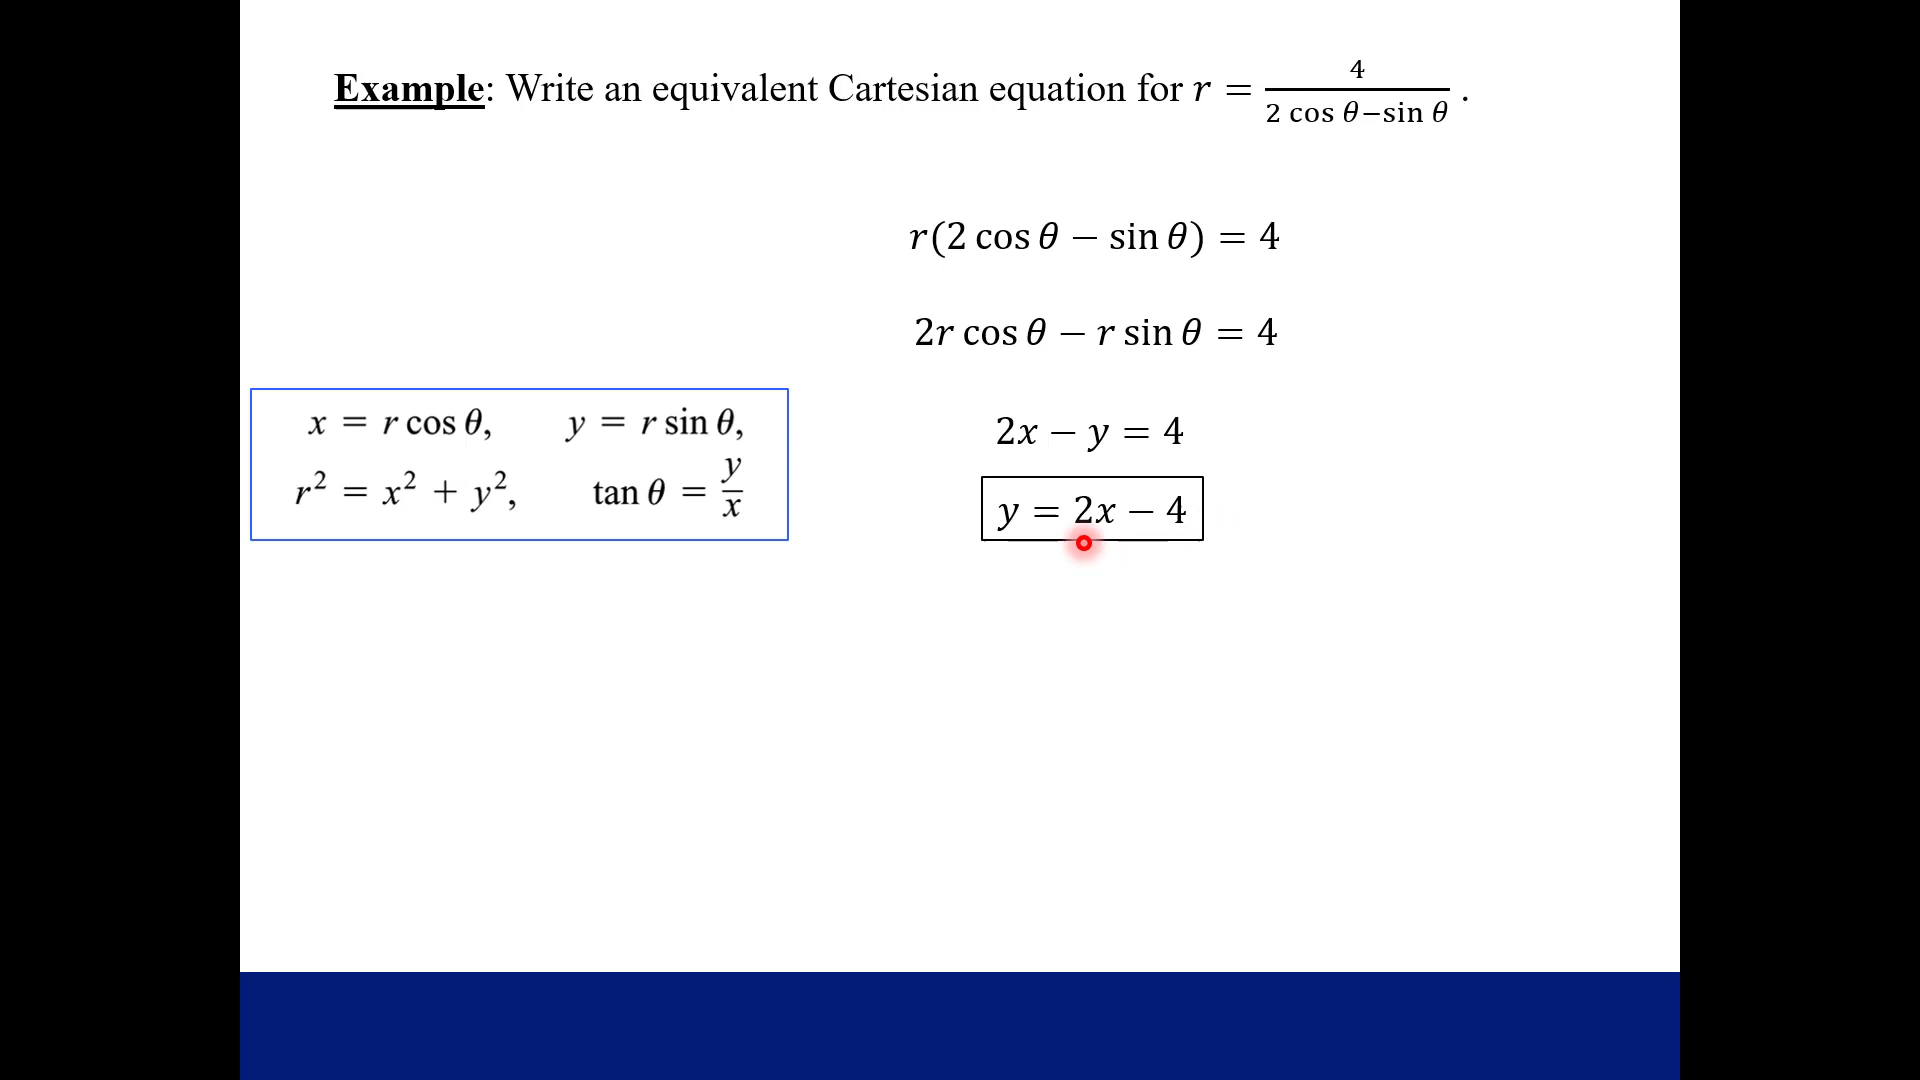 Example: Write an equivalent Cartesian equation for r = 4 / (2 cos θ−sin θ) .
r(2 cos θ − sin θ) = 4
2r cos θ − r sin θ = 4
x = r cos θ, y = r sin θ,
r² = x² + y², tan θ = y/x
2x − y = 4
y = 2x − 4